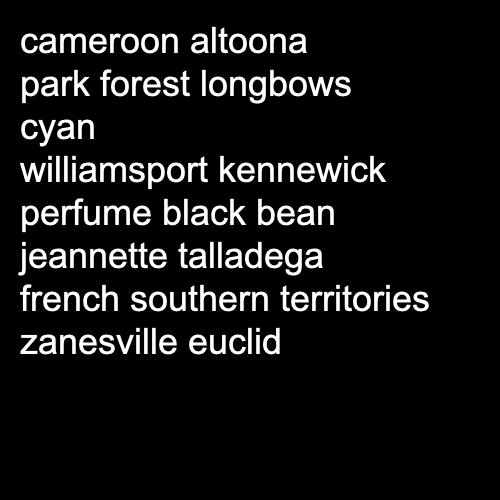 cameroon altoona
park forest longbows
cyan
williamsport kennewick
perfume black bean
jeannette talladega
french southern territories
zanesville euclid